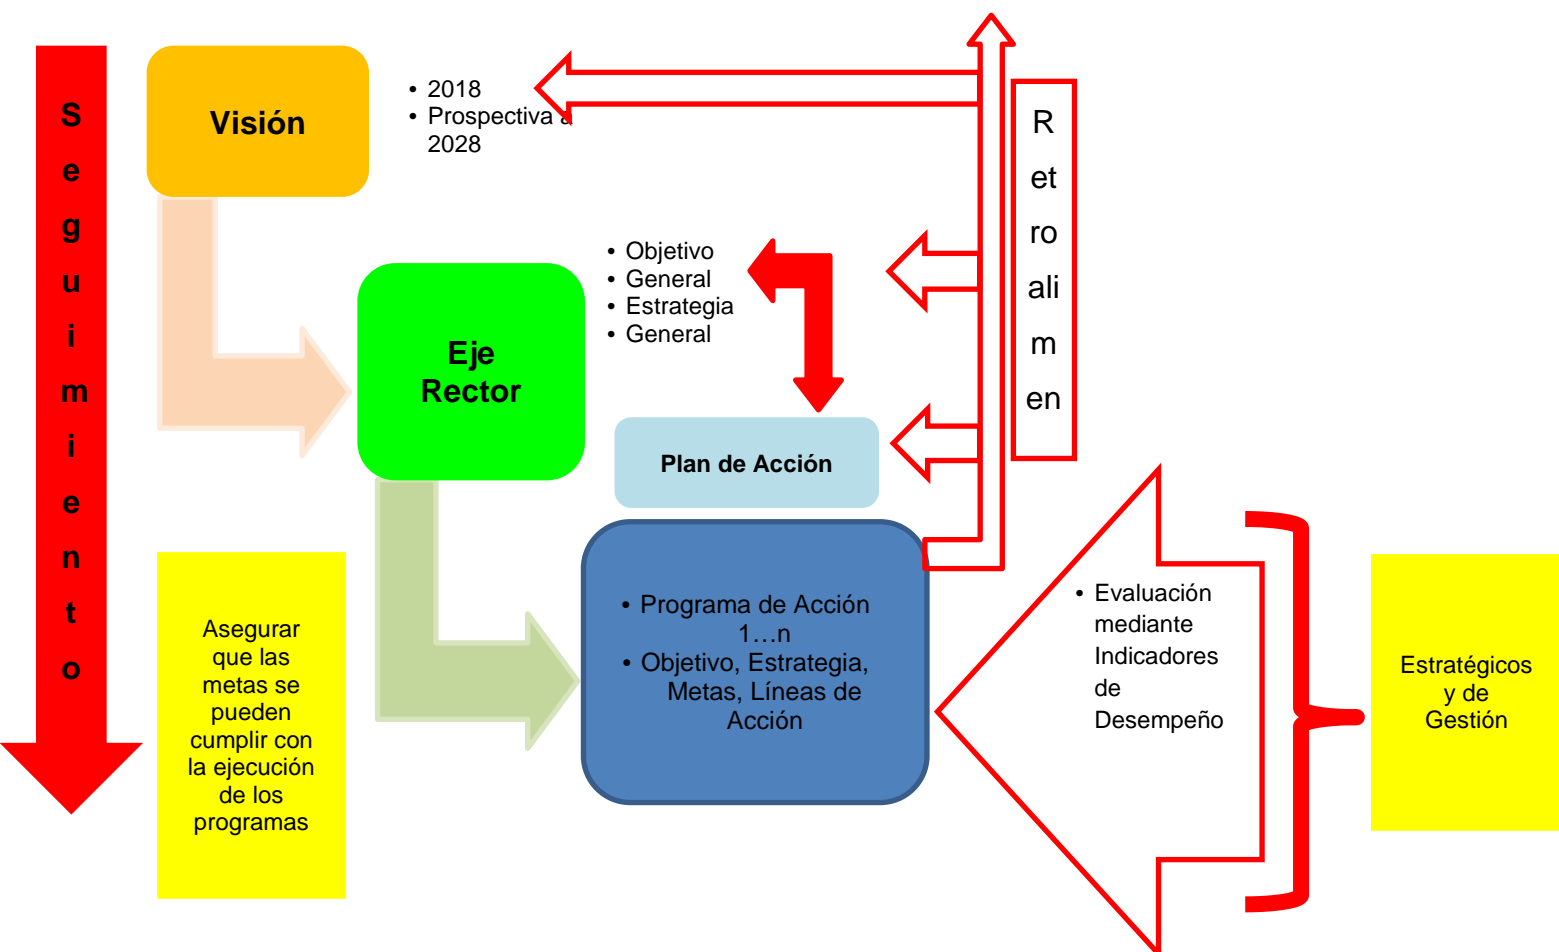 S
e
g
u
i
m
i
e
n
t
o
Visión
• 2018
• Prospectiva a
2028
R
et
ro
ali
m
en
• Objetivo
• General
• Estrategia
• General
Eje
Rector
Plan de Acción
• Programa de Acción
1…n
• Objetivo, Estrategia,
Metas, Líneas de
Acción
• Evaluación
mediante
Indicadores
de
Desempeño
Estratégicos
y de
Gestión
Asegurar
que las
metas se
pueden
cumplir con
la ejecución
de los
programas